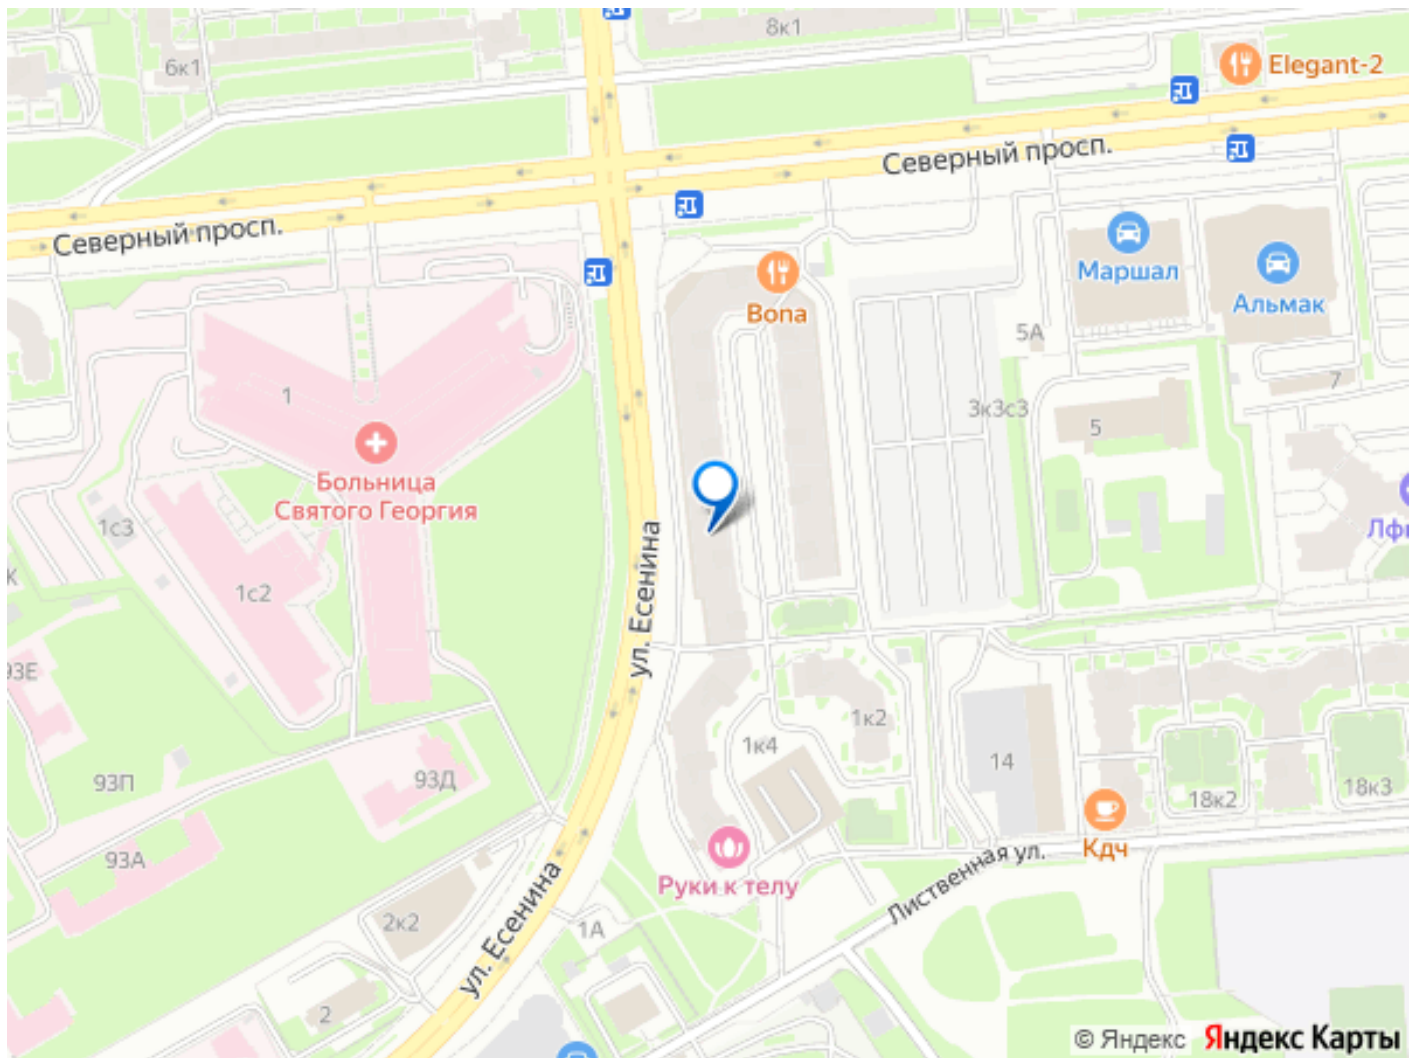 8к1
6к1
Elegant-2
Северный просп.
Северный просп.
Bona
Маршал
Альмак
5А
7
1
3к3с3
5
Больница
Святого Георгия
1с3
1с2
ул. Есенина
93Е
1к2
1к4
14
93П
93Д
18к2
18к3
93А
Кдч
Руки к телу
Лиственная ул.
2к2
1А
ул. Есенина
2
© Яндекс Яндекс Карты